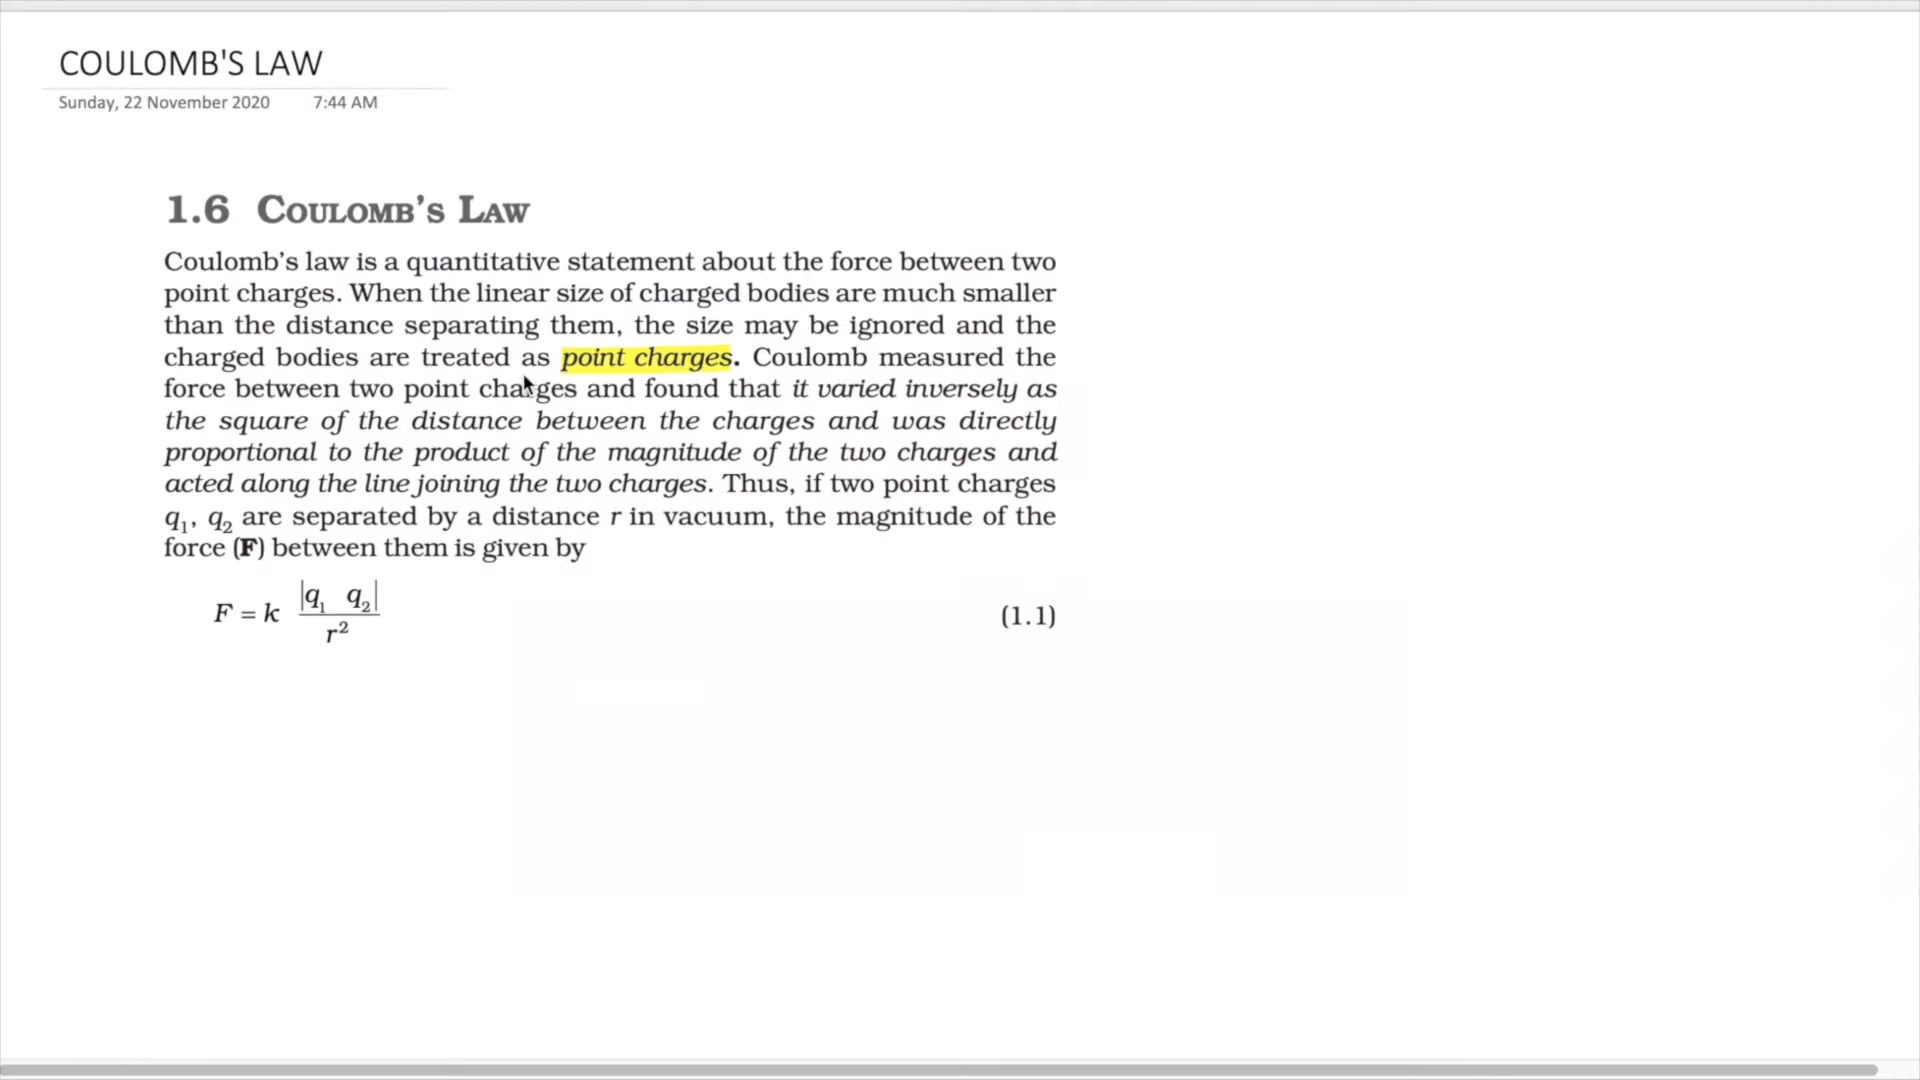 COULOMB'S LAW
Sunday, 22 November 2020 7:44 AM
1.6 COULOMB'S LAW
Coulomb's law is a quantitative statement about the force between two
point charges. When the linear size of charged bodies are much smaller
than the distance separating them, the size may be ignored and the
charged bodies are treated as point charges. Coulomb measured the
force between two point charges and found that it varied inversely as
the square of the distance between the charges and was directly
proportional to the product of the magnitude of the two charges and
acted along the line joining the two charges. Thus, if two point charges
q₁, q₂ are separated by a distance r in vacuum, the magnitude of the
force (F) between them is given by
F = k |q₁ q₂| / r² (1.1)